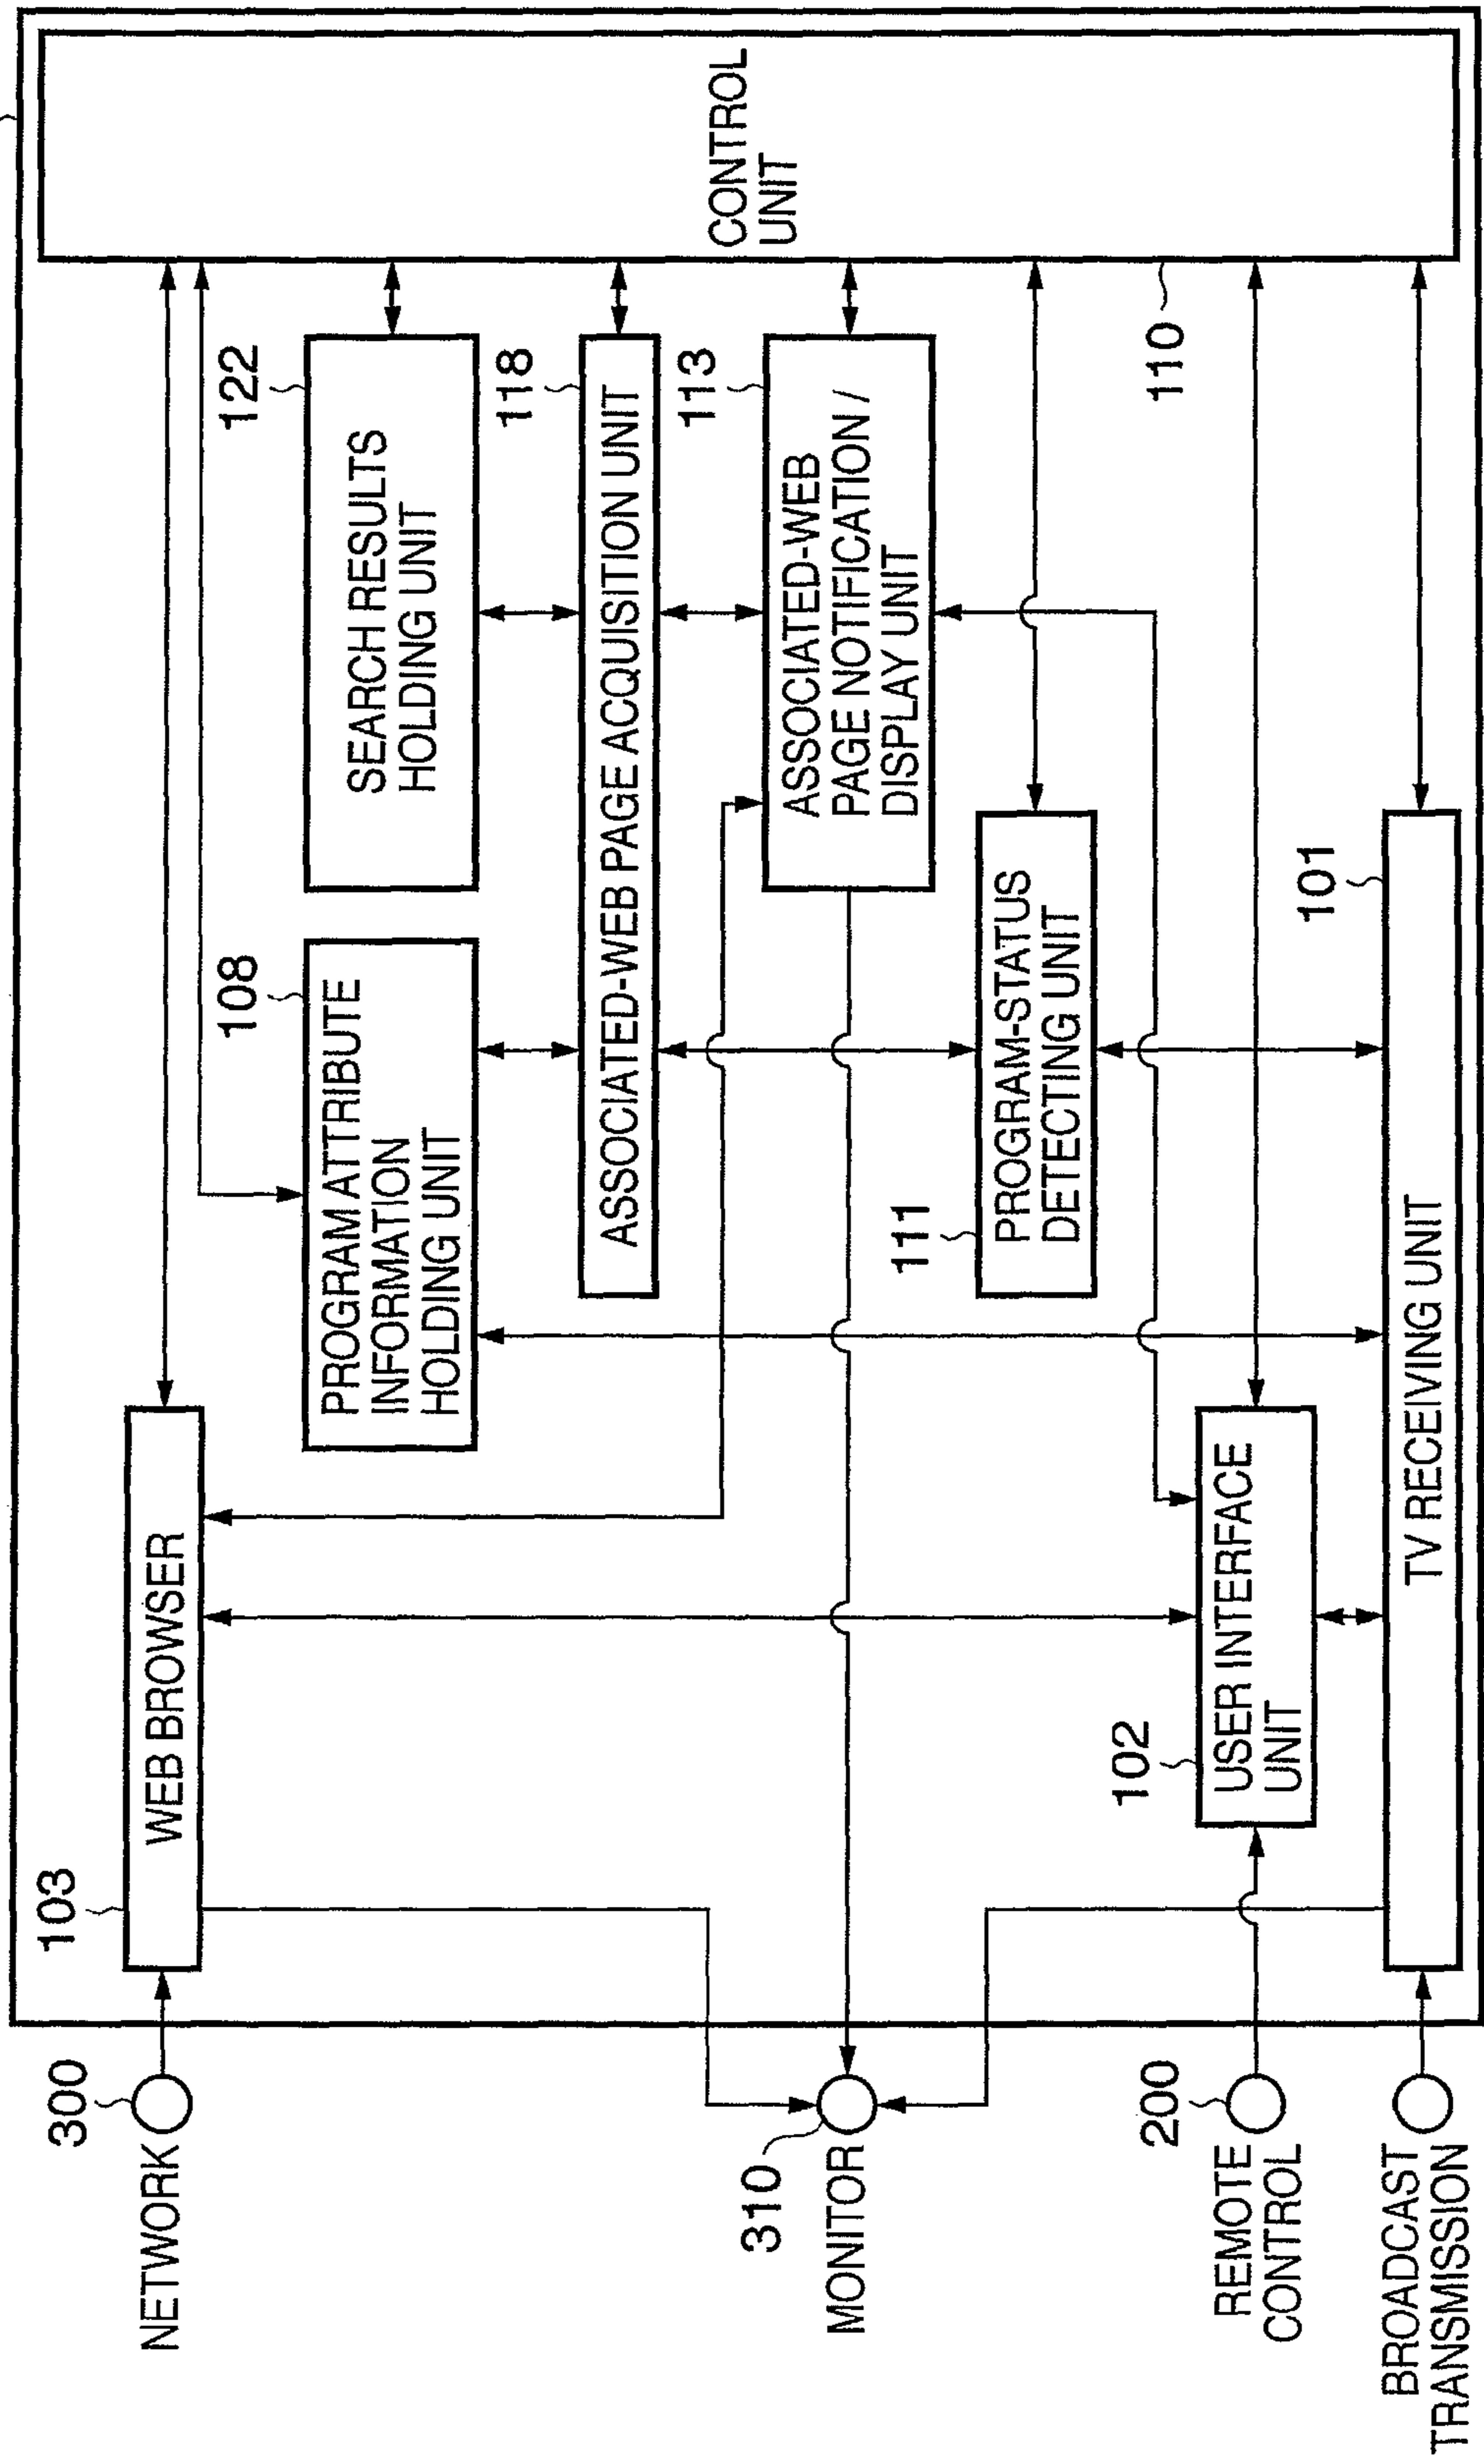 300
NETWORK
103
WEB BROWSER
108
PROGRAM ATTRIBUTE
INFORMATION
HOLDING UNIT
122
SEARCH RESULTS
HOLDING UNIT
118
ASSOCIATED-WEB PAGE ACQUISITION UNIT
113
ASSOCIATED-WEB
PAGE NOTIFICATION /
DISPLAY UNIT
CONTROL
UNIT
110
310
MONITOR
111
PROGRAM-STATUS
DETECTING UNIT
200
REMOTE
CONTROL
102
USER INTERFACE
UNIT
101
TV RECEIVING UNIT
BROADCAST
TRANSMISSION